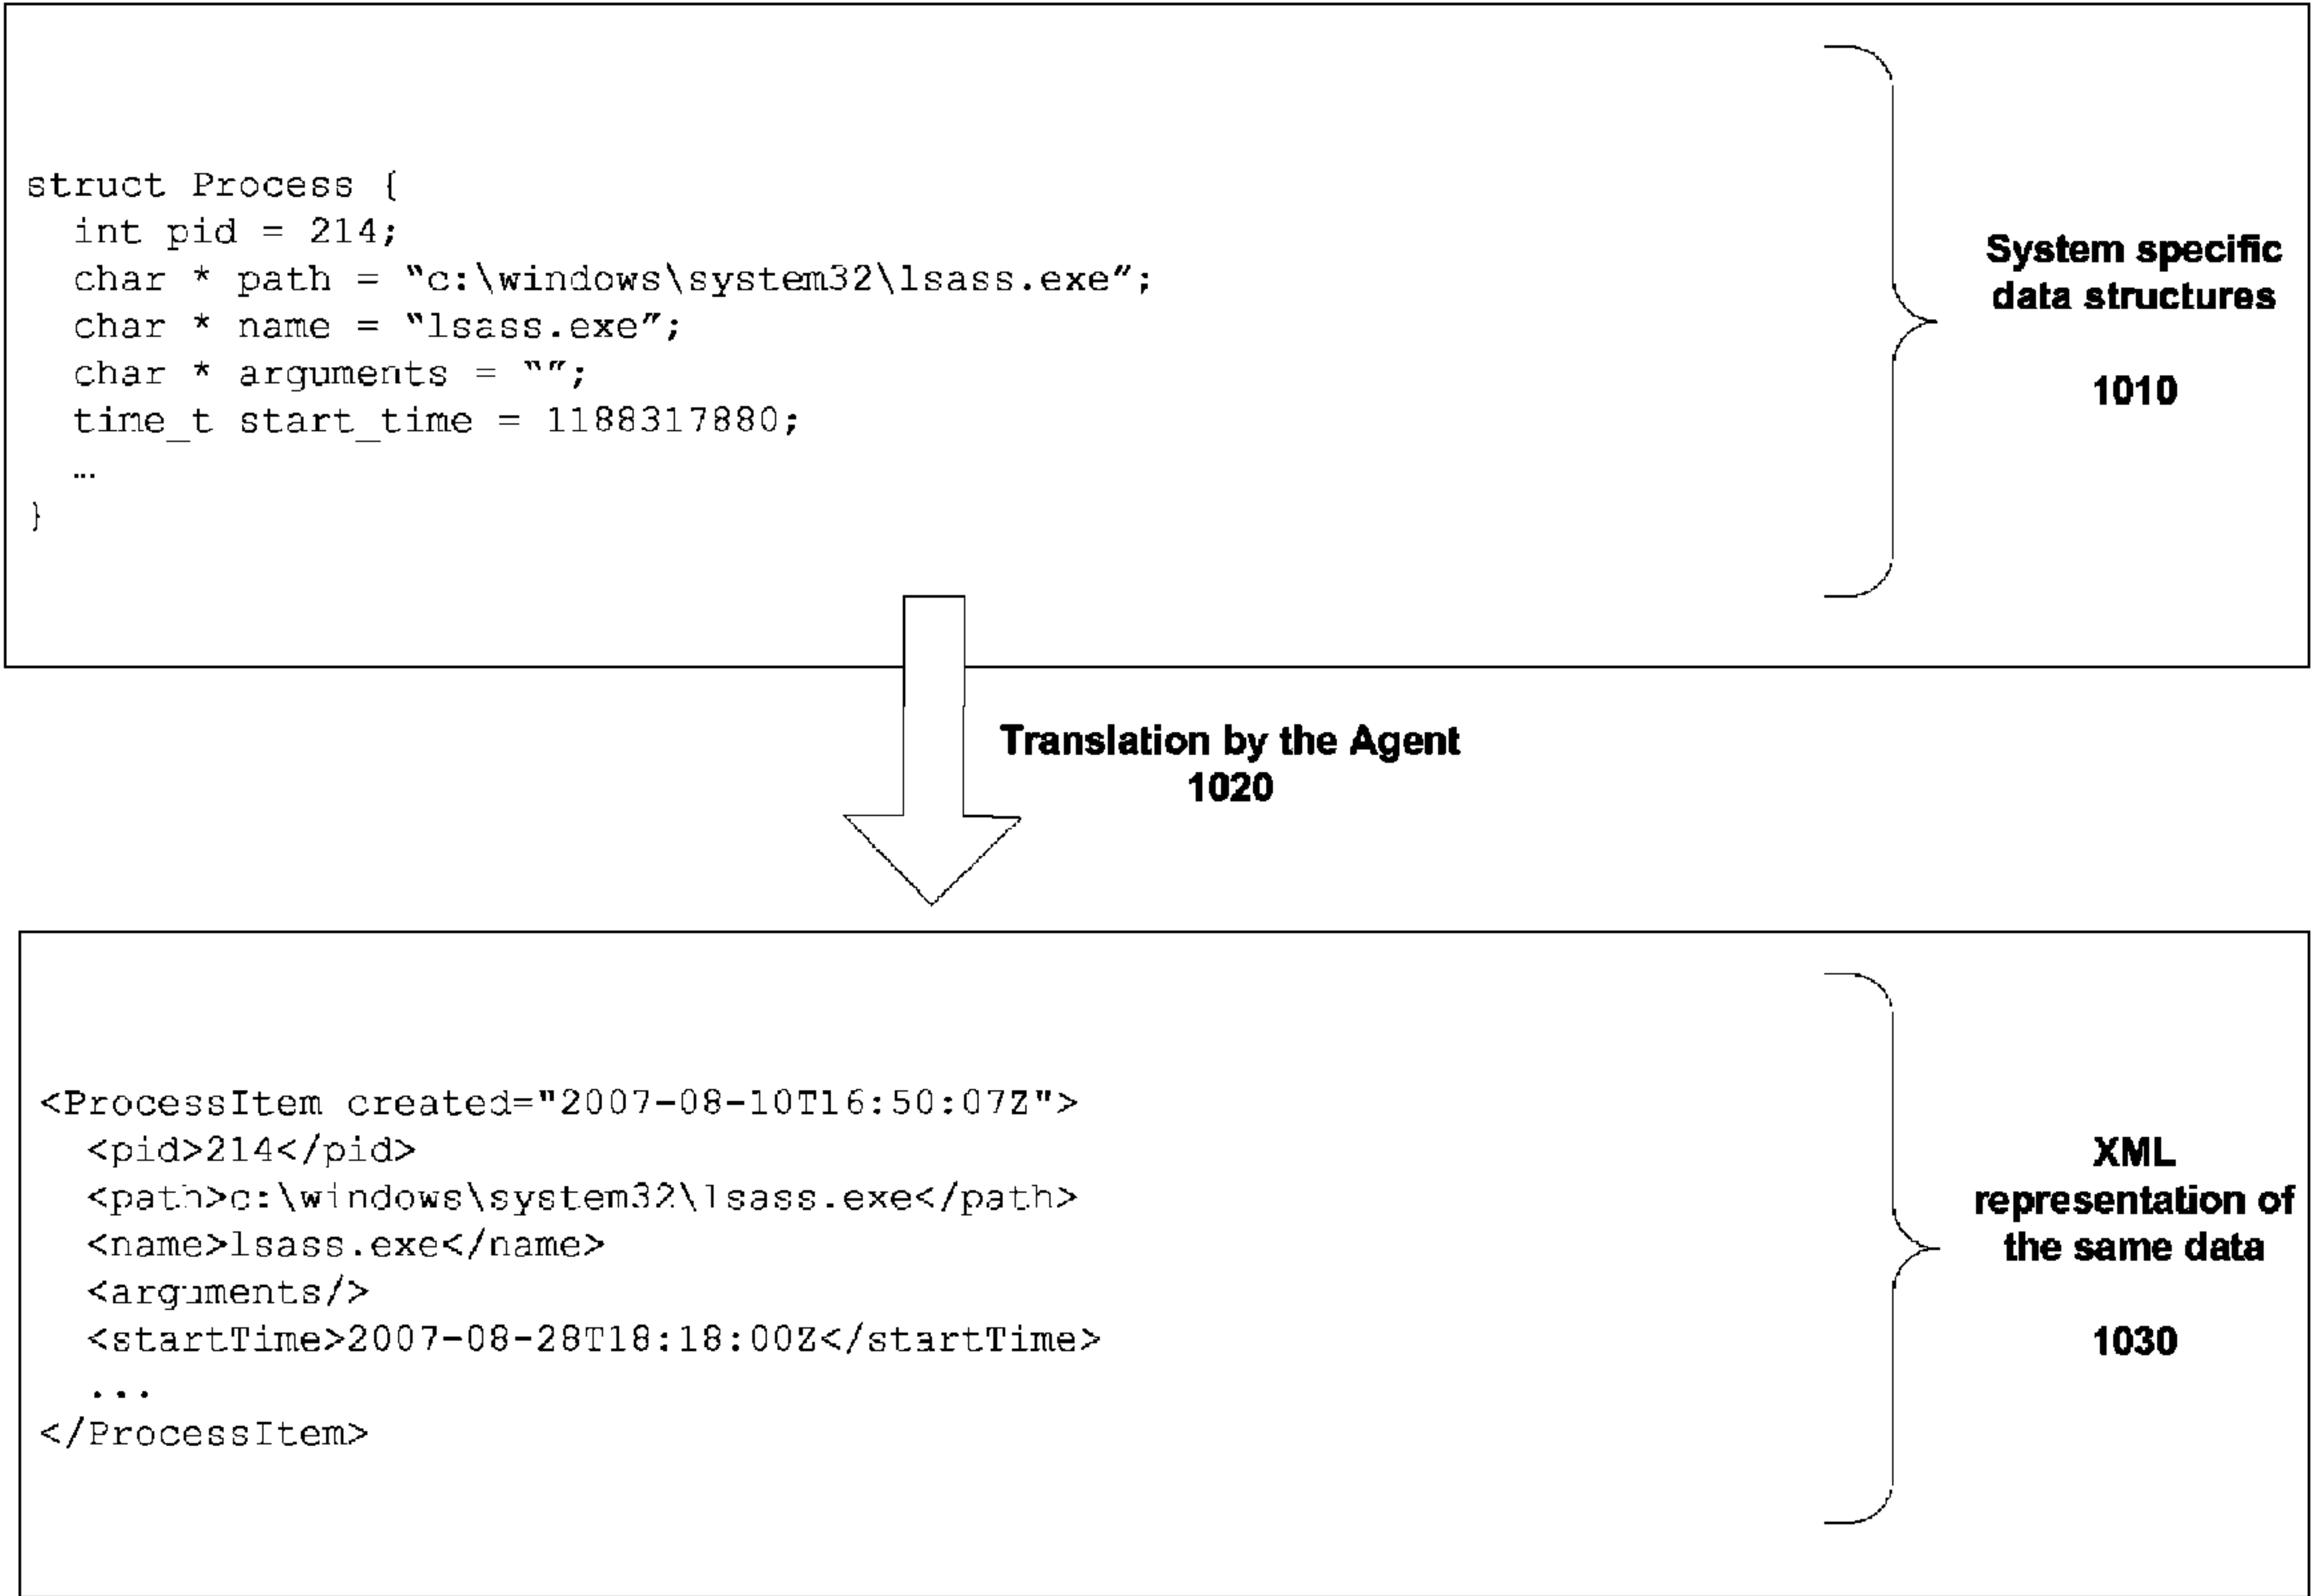 struct Process {
  int pid = 214;
  char * path = “c:\windows\system32\lsass.exe”;
  char * name = “lsass.exe”;
  char * arguments = “”;
  time_t start_time = 1188317880;
  …
}
System specific
data structures
1010
Translation by the Agent
1020
<ProcessItem created="2007-08-10T16:50:07Z">
  <pid>214</pid>
  <path>c:\windows\system32\lsass.exe</path>
  <name>lsass.exe</name>
  <arguments/>
  <startTime>2007-08-28T18:18:00Z</startTime>
  ...
</ProcessItem>
XML
representation of
the same data
1030